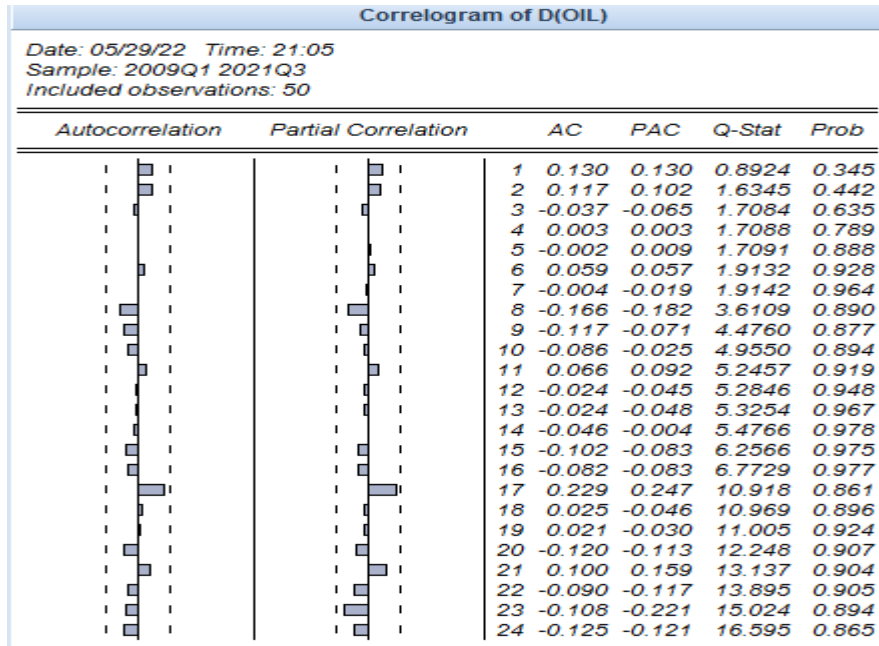 Correlogram of D(OIL)
Date: 05/29/22 Time: 21:05
Sample: 2009Q1 2021Q3
Included observations: 50
Autocorrelation Partial Correlation AC PAC Q-Stat Prob
1 0.130 0.130 0.8924 0.345
2 0.117 0.102 1.6345 0.442
3 -0.037 -0.065 1.7084 0.635
4 0.003 0.003 1.7088 0.789
5 -0.002 0.009 1.7091 0.888
6 0.059 0.057 1.9132 0.928
7 -0.004 -0.019 1.9142 0.964
8 -0.166 -0.182 3.6109 0.890
9 -0.117 -0.071 4.4760 0.877
10 -0.086 -0.025 4.9550 0.894
11 0.066 0.092 5.2457 0.919
12 -0.024 -0.045 5.2846 0.948
13 -0.024 -0.048 5.3254 0.967
14 -0.046 -0.004 5.4766 0.978
15 -0.102 -0.083 6.2566 0.975
16 -0.082 -0.083 6.7729 0.977
17 0.229 0.247 10.918 0.861
18 0.025 -0.046 10.969 0.896
19 0.021 -0.030 11.005 0.924
20 -0.120 -0.113 12.248 0.907
21 0.100 0.159 13.137 0.904
22 -0.090 -0.117 13.895 0.905
23 -0.108 -0.221 15.024 0.894
24 -0.125 -0.121 16.595 0.865